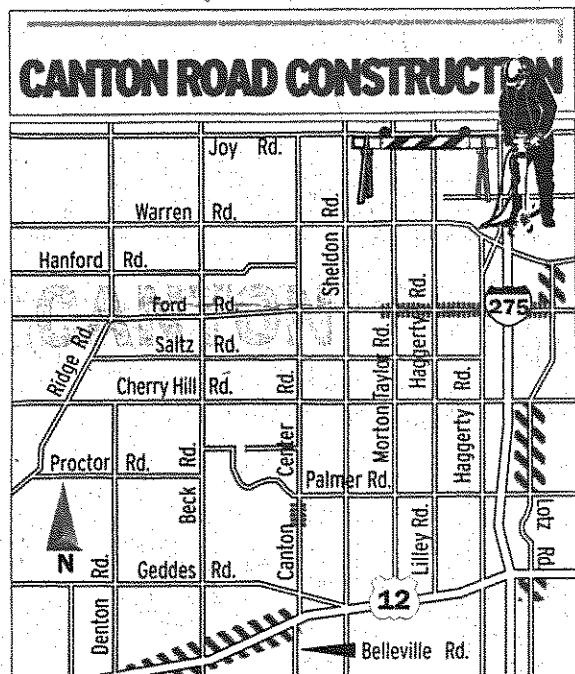 CANTON ROAD CONSTRUCTION
Joy Rd.
Warren Rd.
Sheldon Rd.
Hanford Rd.
Haggerty Rd.
CANTON
Ford Rd.
275
Ridge Rd.
Saltz Rd.
Morton Taylor Rd.
Cherry Hill Rd.
Canton Center Rd.
Haggerty Rd.
Proctor Rd.
Beck Rd.
Palmer Rd.
Lilley Rd.
Lotz Rd.
N
Denton Rd.
Geddes Rd.
12
Belleville Rd.